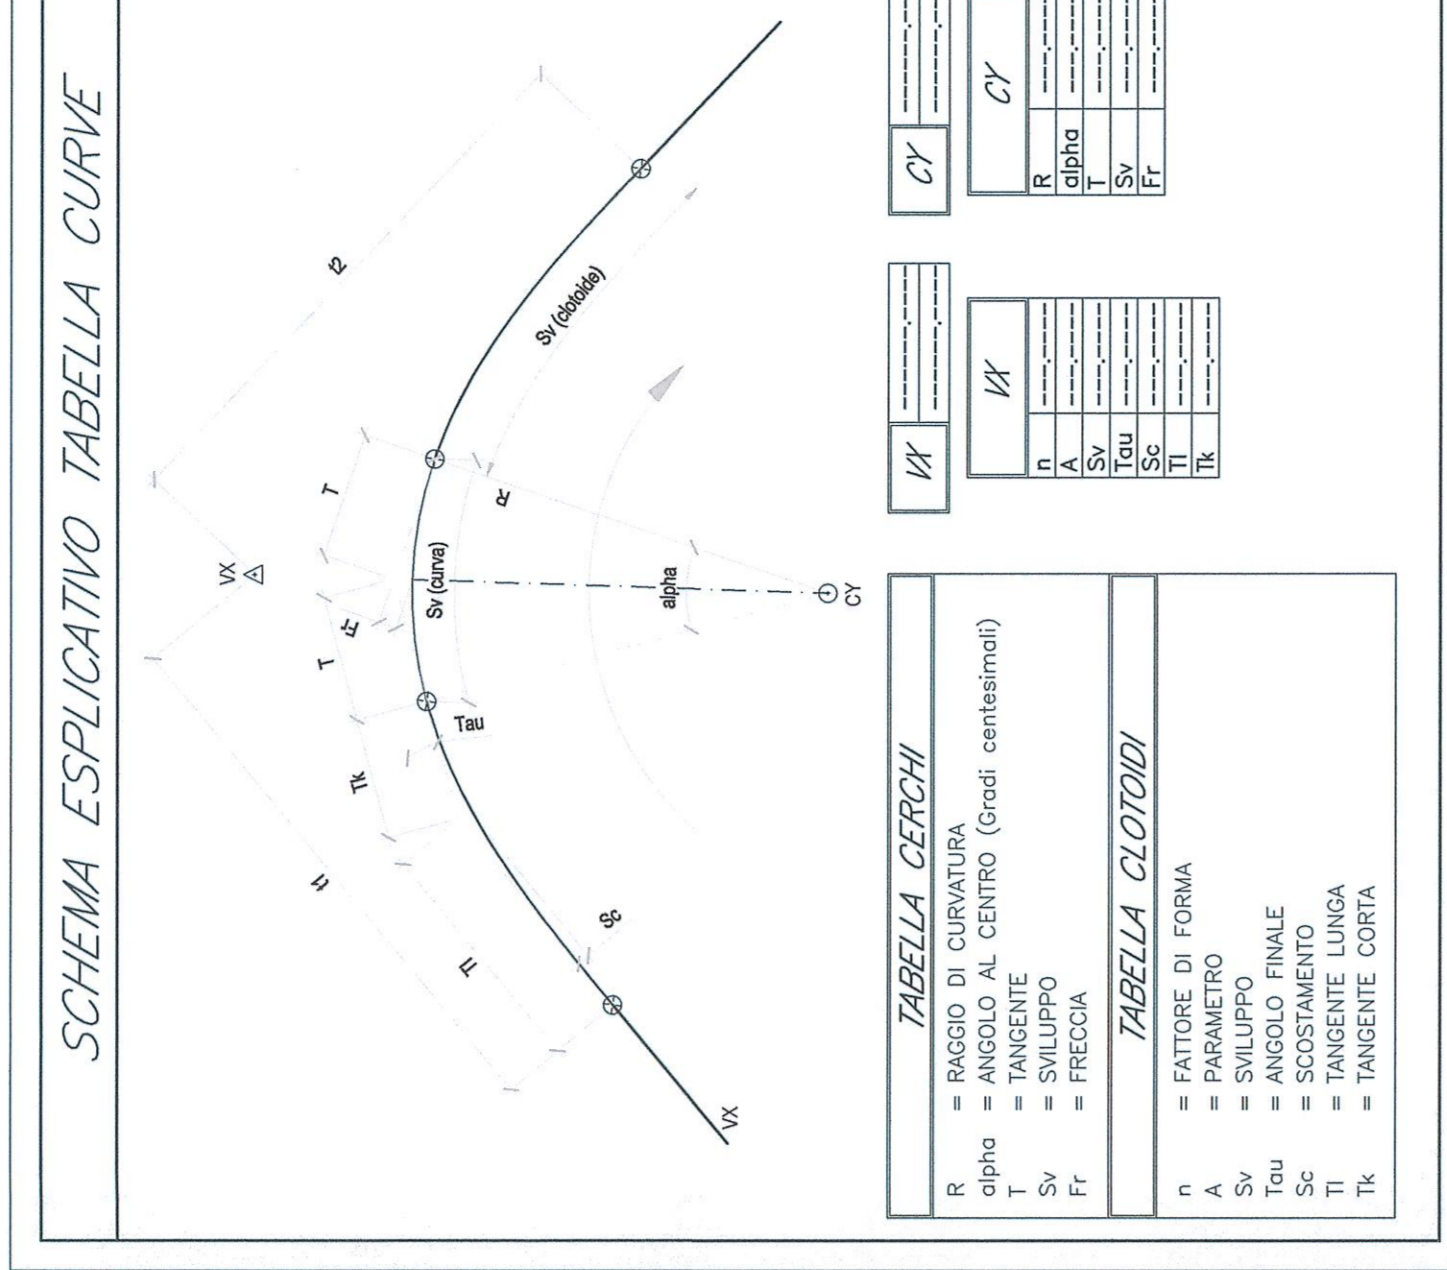 SCHEMA ESPLICATIVO TABELLA CURVE
VX
t1
t2
T
T
Fr
Tk
Tl
Tau
Sc
Sv (curva)
Sv (clotoide)
R
alpha
CY
VX
TABELLA CERCHI
R = RAGGIO DI CURVATURA
alpha = ANGOLO AL CENTRO (Gradi centesimali)
T = TANGENTE
Sv = SVILUPPO
Fr = FRECCIA
TABELLA CLOTOIDI
n = FATTORE DI FORMA
A = PARAMETRO
Sv = SVILUPPO
Tau = ANGOLO FINALE
Sc = SCOSTAMENTO
Tl = TANGENTE LUNGA
Tk = TANGENTE CORTA
VX
------.----
------.----
VX
n ----.-----
A ----.-----
Sv ----.-----
Tau ----.-----
Sc ----.-----
Tl ----.-----
Tk ----.-----
CY
------.--
------.--
CY
R ----.----
alpha ----.----
T ----.----
Sv ----.----
Fr ----.----